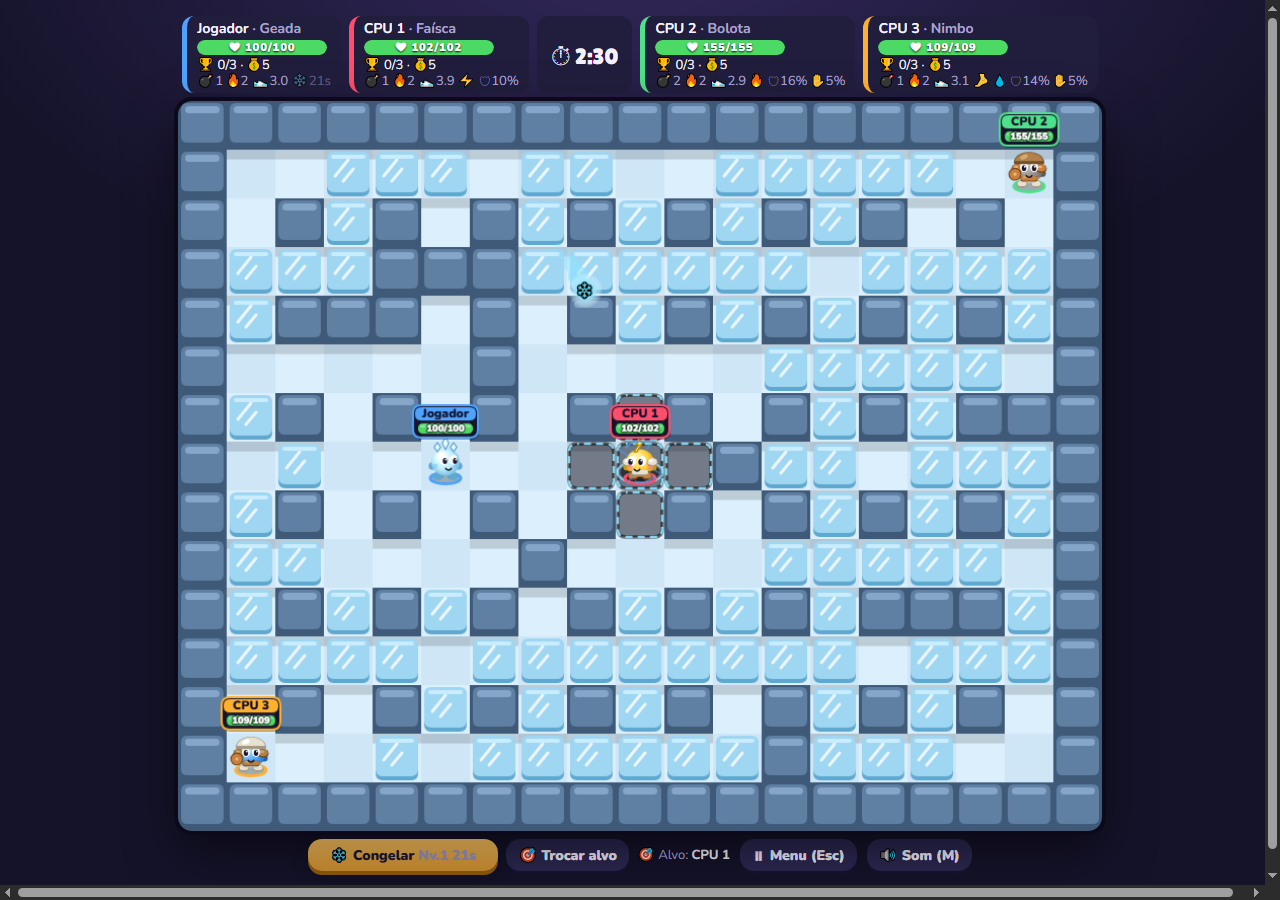 Jogador · Geada
100/100
0/3 · 5
1 2 3.0 21s
CPU 1 · Faísca
102/102
0/3 · 5
1 2 3.9 10%
2:30
CPU 2 · Bolota
155/155
0/3 · 5
2 2 2.9 16% 5%
CPU 3 · Nimbo
109/109
0/3 · 5
1 2 3.1 14% 5%
CPU 2
155/155
Jogador
100/100
CPU 1
102/102
CPU 3
109/109
Congelar Nv.1 21s
Trocar alvo
Alvo: CPU 1
Menu (Esc)
Som (M)